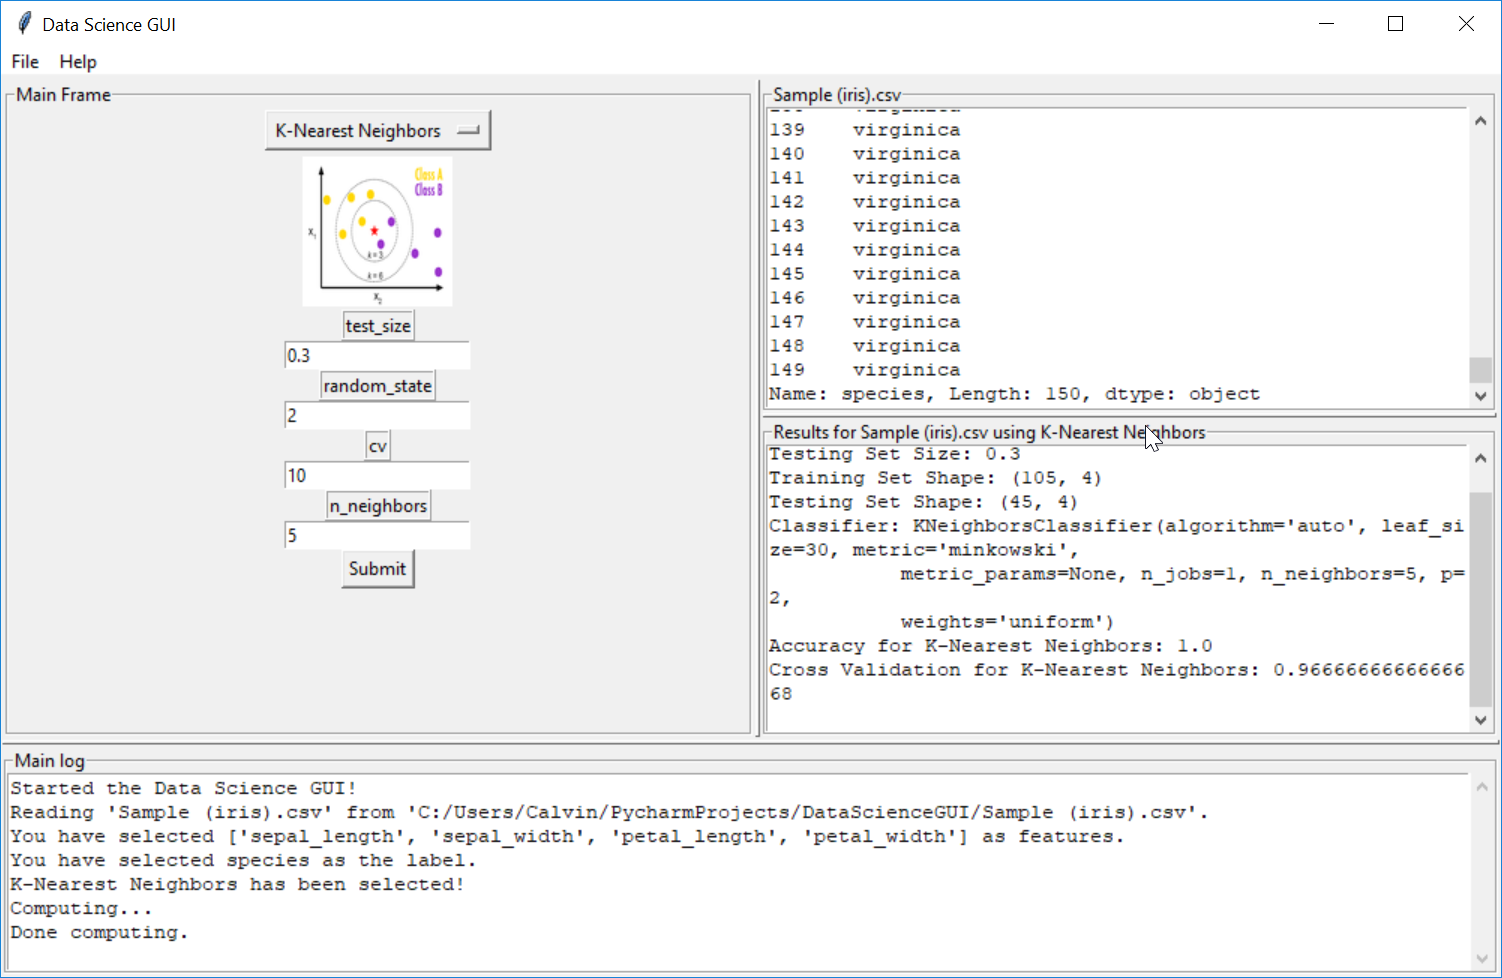 Data Science GUI
File Help
Main Frame
K-Nearest Neighbors
Class A
Class B
X₁
k=3
k=6
X₂
test_size
0.3
random_state
2
cv
10
n_neighbors
5
Submit
Sample (iris).csv
139 virginica
140 virginica
141 virginica
142 virginica
143 virginica
144 virginica
145 virginica
146 virginica
147 virginica
148 virginica
149 virginica
Name: species, Length: 150, dtype: object
Results for Sample (iris).csv using K-Nearest Neighbors
Testing Set Size: 0.3
Training Set Shape: (105, 4)
Testing Set Shape: (45, 4)
Classifier: KNeighborsClassifier(algorithm='auto', leaf_si
ze=30, metric='minkowski',
metric_params=None, n_jobs=1, n_neighbors=5, p=
2,
weights='uniform')
Accuracy for K-Nearest Neighbors: 1.0
Cross Validation for K-Nearest Neighbors: 0.96666666666666
68
Main log
Started the Data Science GUI!
Reading 'Sample (iris).csv' from 'C:/Users/Calvin/PycharmProjects/DataScienceGUI/Sample (iris).csv'.
You have selected ['sepal_length', 'sepal_width', 'petal_length', 'petal_width'] as features.
You have selected species as the label.
K-Nearest Neighbors has been selected!
Computing...
Done computing.